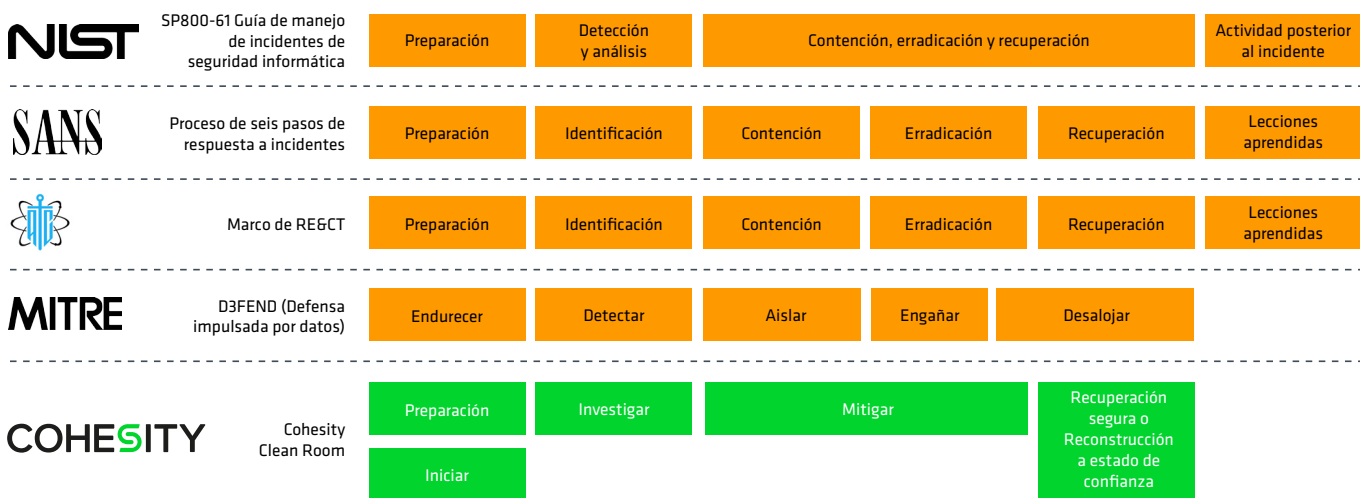 NIST
SP800-61 Guía de manejo
de incidentes de
seguridad informática
Preparación
Detección
y análisis
Contención, erradicación y recuperación
Actividad posterior
al incidente
SANS
Proceso de seis pasos de
respuesta a incidentes
Preparación
Identificación
Contención
Erradicación
Recuperación
Lecciones
aprendidas
Marco de RE&CT
Preparación
Identificación
Contención
Erradicación
Recuperación
Lecciones
aprendidas
MITRE
D3FEND (Defensa
impulsada por datos)
Endurecer
Detectar
Aislar
Engañar
Desalojar
COHESITY
Cohesity
Clean Room
Preparación
Iniciar
Investigar
Mitigar
Recuperación
segura o
Reconstrucción
a estado de
confianza